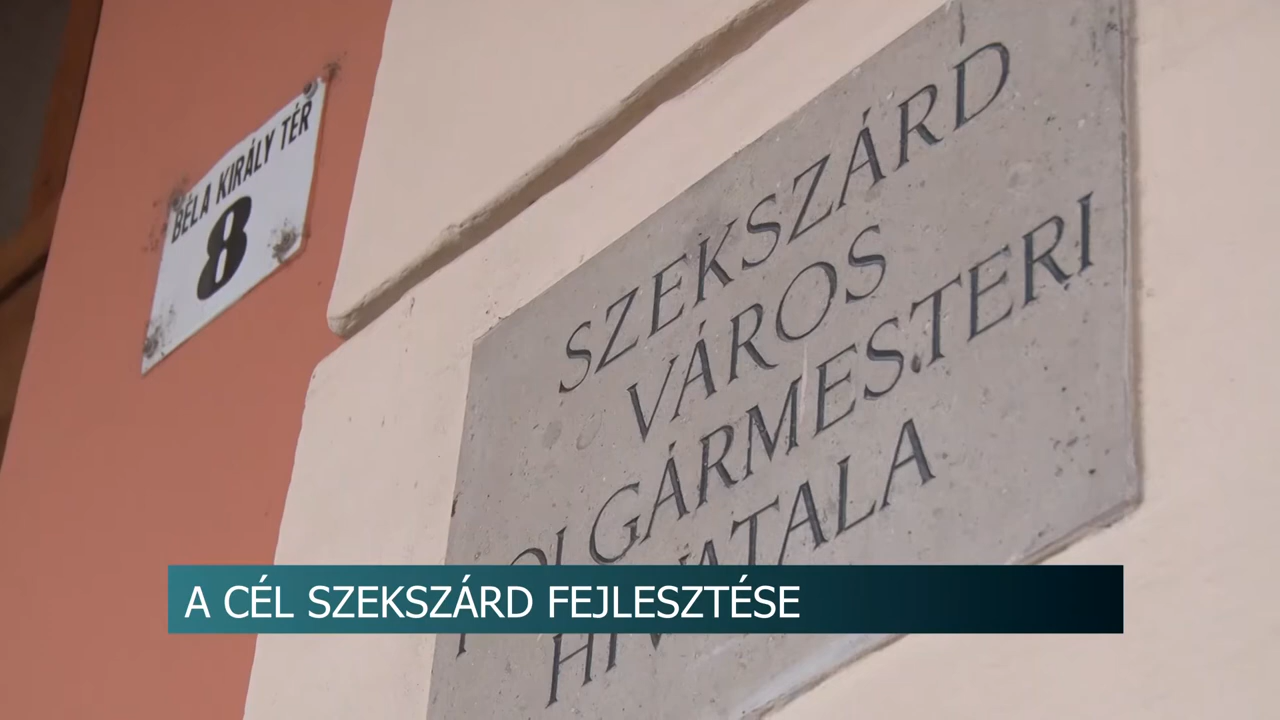 BÉLA KIRÁLY TÉR
8
SZEKSZÁRD
VÁROS
POLGÁRMESTERI
HIVATALA
A CÉL SZEKSZÁRD FEJLESZTÉSE